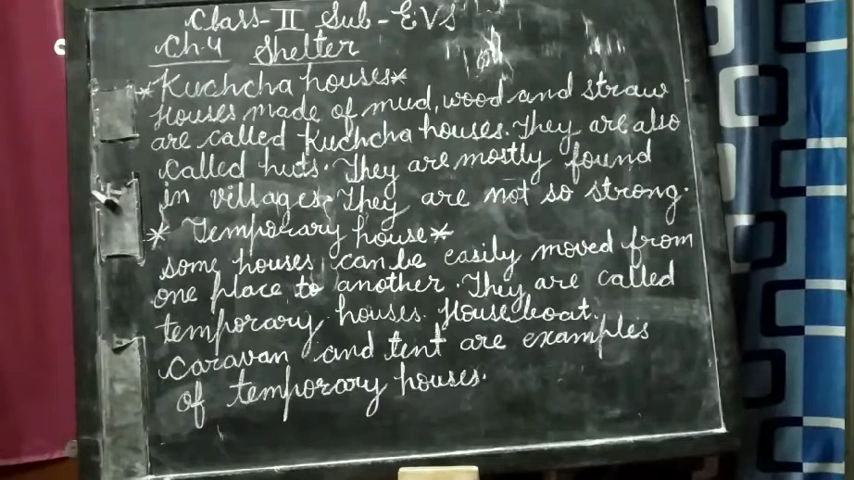 Class-II Sub-EVS
Ch.4 Shelter
*Kuchcha houses*
Houses made of mud, wood and straw
are called Kuchcha houses. They are also
called huts. They are mostly found
in villages. They are not so strong.
* Temporary house*
some houses can be easily moved from
one place to another. They are called
temporary houses. House boat.
caravan and tent are examples
of temporary houses.